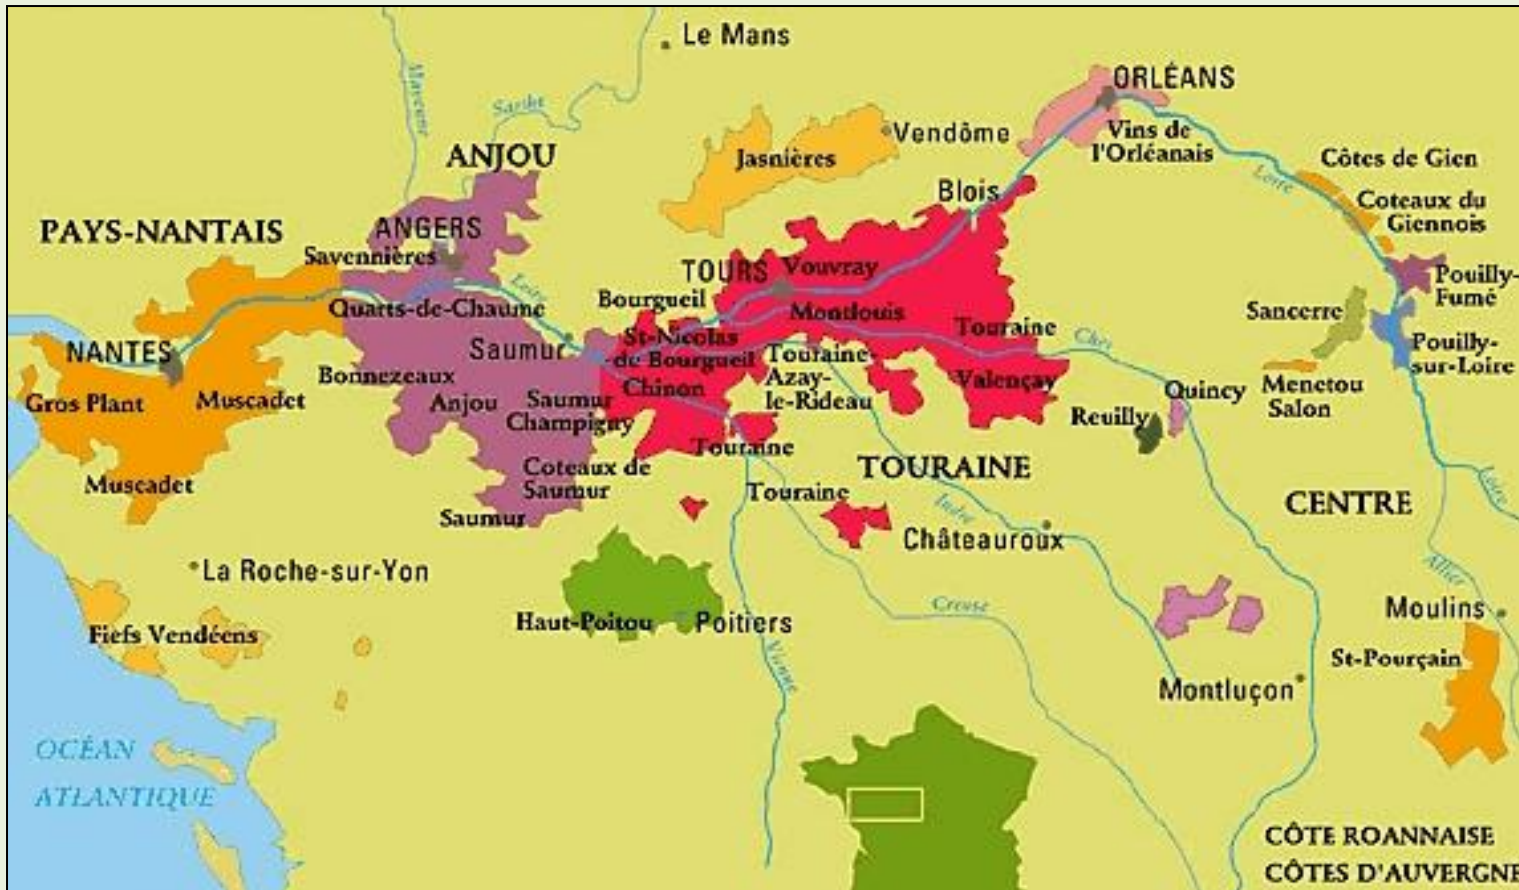 Le Mans
ORLÉANS
Mayenne
Sarthe
Vendôme
Vins de
l'Orléanais
ANJOU
Jasnières
Côtes de Gien
Loire
Blois
Coteaux du
Giennois
PAYS-NANTAIS
ANGERS
Savennières
TOURS
Vouvray
Pouilly-
Fumé
Loire
Quarts-de-Chaume
Bourgueil
Montlouis
Sancerre
Touraine
Cher
NANTES
Saumur
St-Nicolas
de Bourgueil
Touraine-
Azay-
le-Rideau
Pouilly-
sur-Loire
Bonnezeaux
Chinon
Valençay
Quincy
Menetou
Salon
Gros Plant
Muscadet
Anjou
Saumur
Champigny
Reuilly
Touraine
Coteaux de
Saumur
TOURAINE
Muscadet
Touraine
CENTRE
Loire
Saumur
Indre
Châteauroux
La Roche-sur-Yon
Allier
Creuse
Moulins
Fiefs Vendéens
Haut-Poitou
Poitiers
Vienne
St-Pourçain
Montluçon
OCÉAN
ATLANTIQUE
CÔTE ROANNAISE
CÔTES D'AUVERGNE